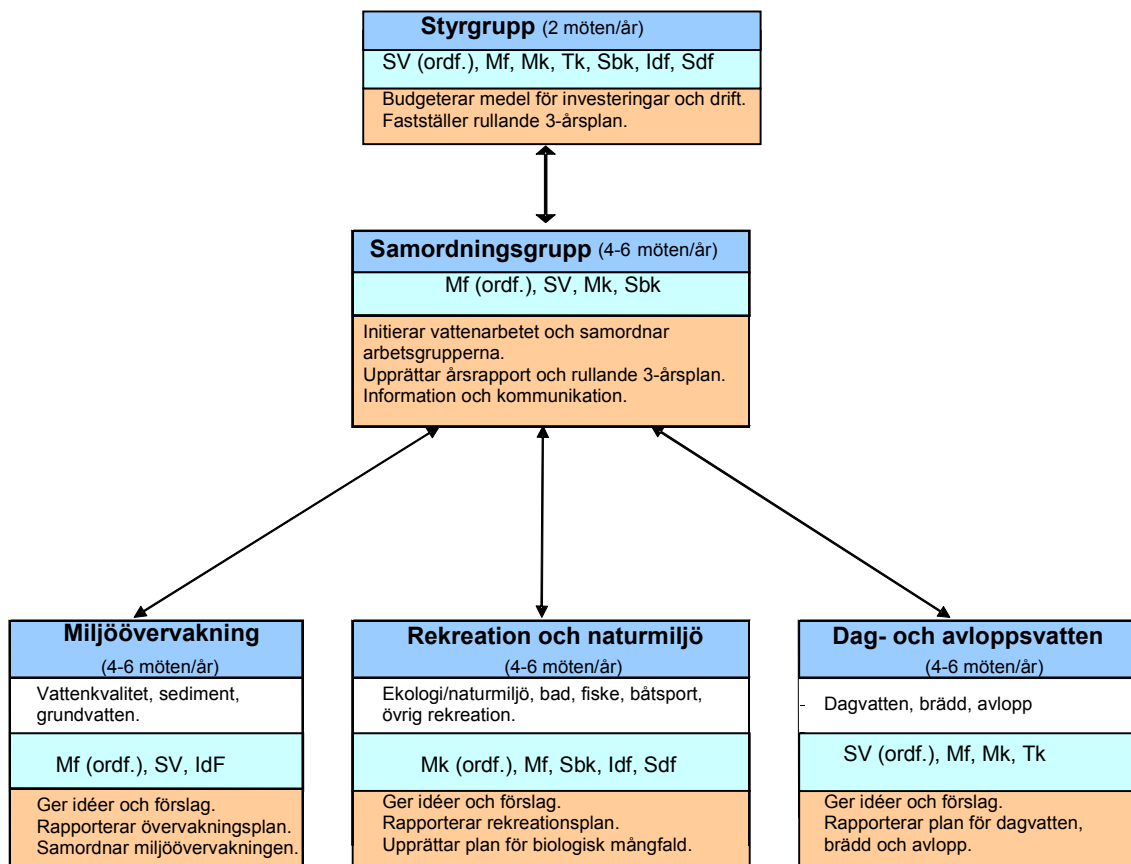 Styrgrupp (2 möten/år)
SV (ordf.), Mf, Mk, Tk, Sbk, Idf, Sdf
Budgeterar medel för investeringar och drift.
Fastställer rullande 3-årsplan.
Samordningsgrupp (4-6 möten/år)
Mf (ordf.), SV, Mk, Sbk
Initierar vattenarbetet och samordnar
arbetsgrupperna.
Upprättar årsrapport och rullande 3-årsplan.
Information och kommunikation.
Miljöövervakning
(4-6 möten/år)
Vattenkvalitet, sediment,
grundvatten.
Mf (ordf.), SV, IdF
Ger idéer och förslag.
Rapporterar övervakningsplan.
Samordnar miljöövervakningen.
Rekreation och naturmiljö
(4-6 möten/år)
Ekologi/naturmiljö, bad, fiske, båtsport,
övrig rekreation.
Mk (ordf.), Mf, Sbk, Idf, Sdf
Ger idéer och förslag.
Rapporterar rekreationsplan.
Upprättar plan för biologisk mångfald.
Dag- och avloppsvatten
(4-6 möten/år)
- Dagvatten, brädd, avlopp
SV (ordf.), Mf, Mk, Tk
Ger idéer och förslag.
Rapporterar plan för dagvatten,
brädd och avlopp.